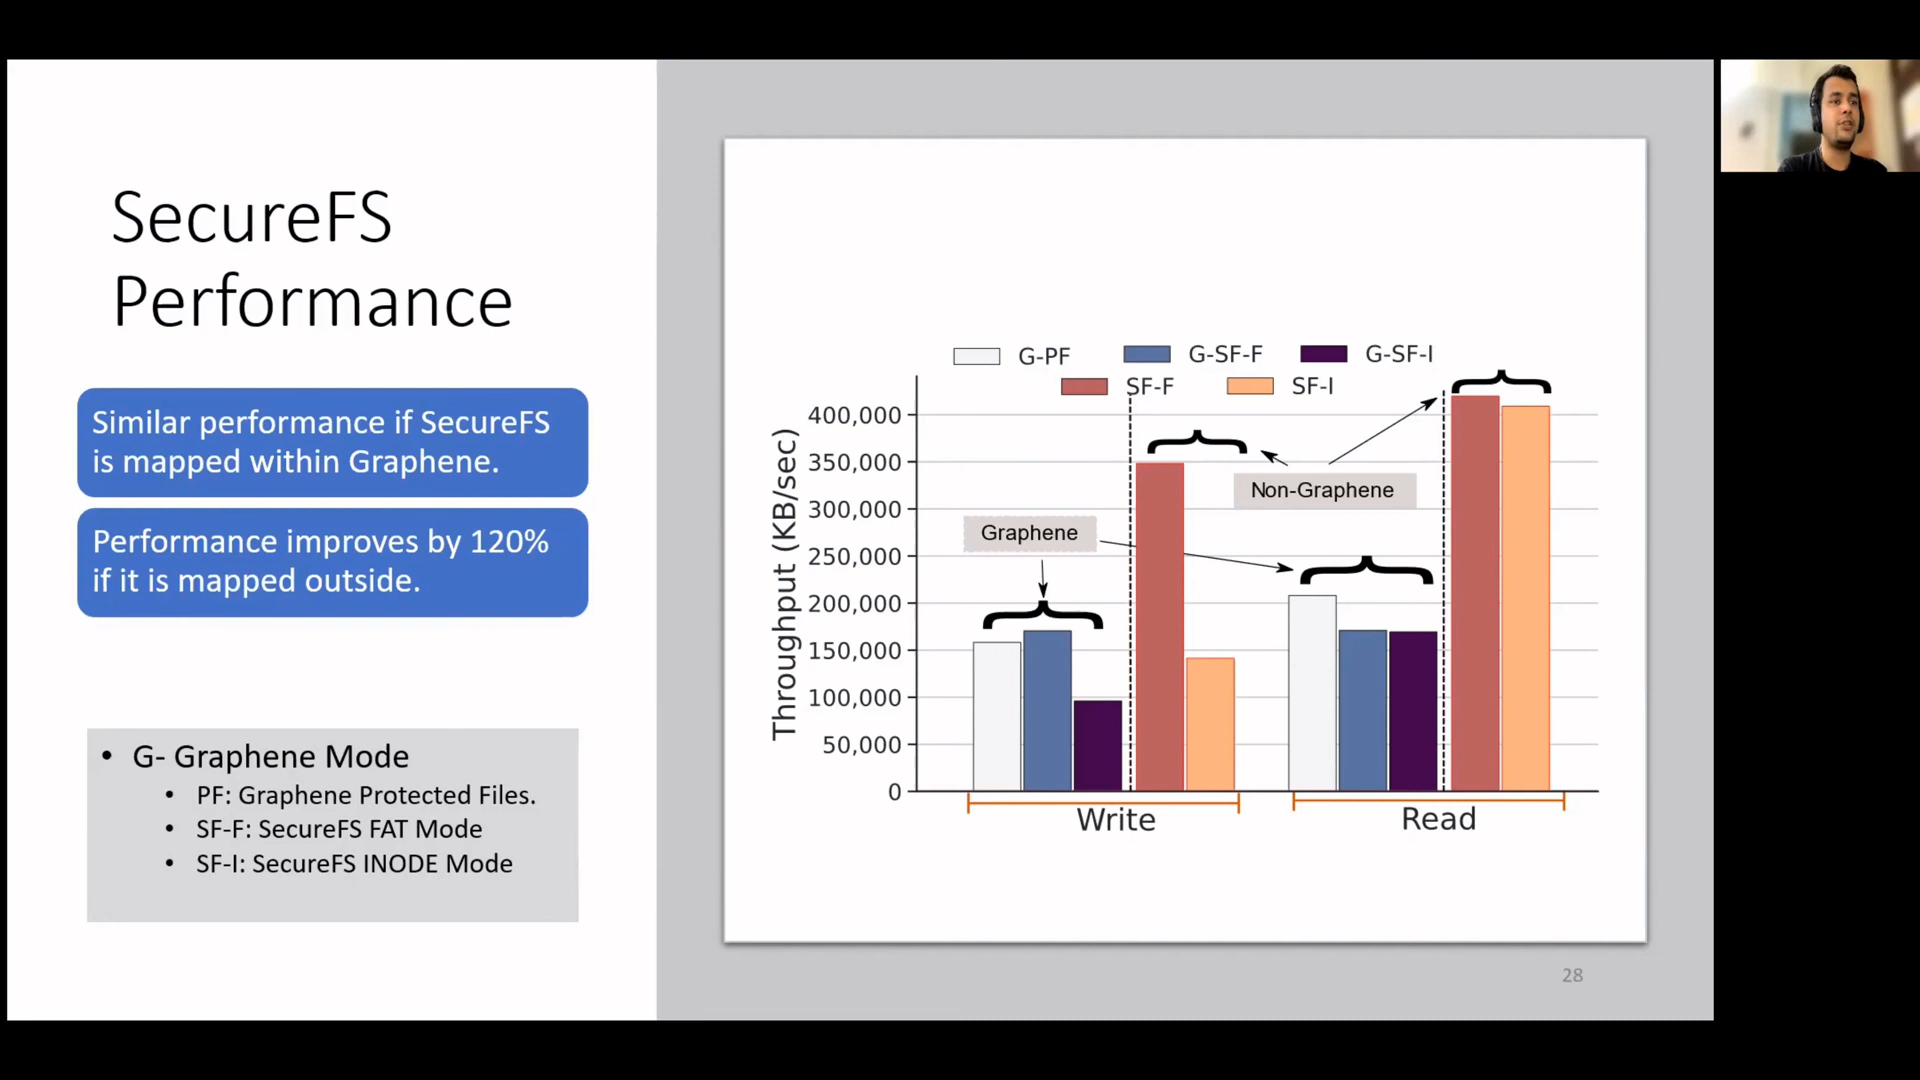 SecureFS
Performance
Similar performance if SecureFS
is mapped within Graphene.
Performance improves by 120%
if it is mapped outside.
• G- Graphene Mode
• PF: Graphene Protected Files.
• SF-F: SecureFS FAT Mode
• SF-I: SecureFS INODE Mode
G-PF G-SF-F G-SF-I
SF-F SF-I
Throughput (KB/sec)
400,000
350,000
300,000
250,000
200,000
150,000
100,000
50,000
0
Graphene
Non-Graphene
Write Read
28